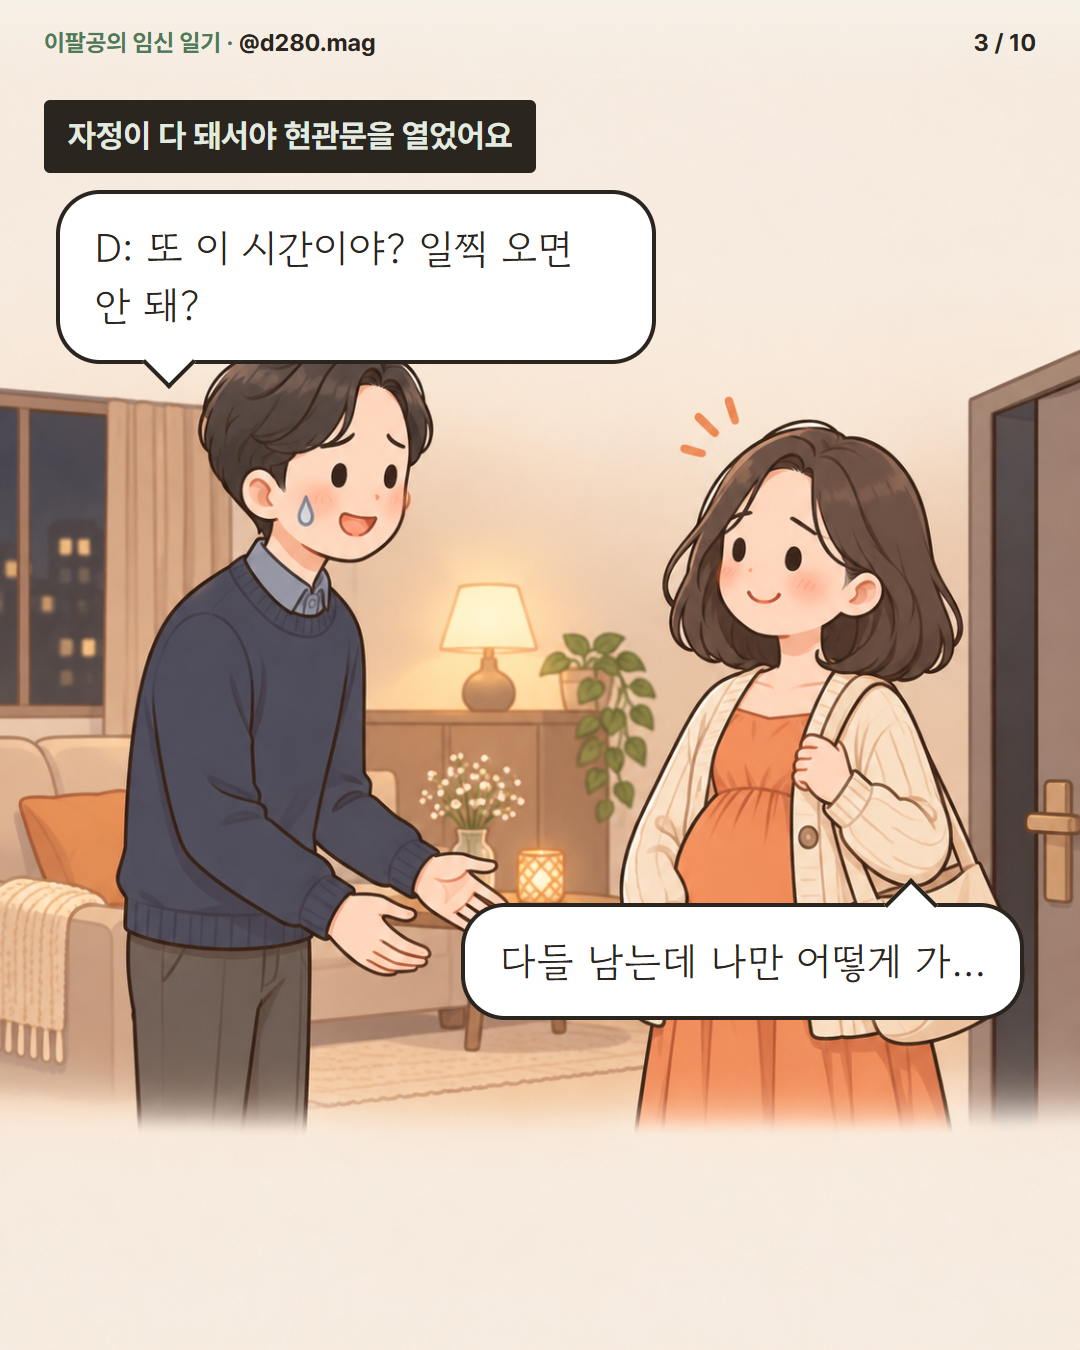 이팔공의 임신 일기 · @d280.mag
3 / 10
자정이 다 돼서야 현관문을 열었어요
D: 또 이 시간이야? 일찍 오면
안 돼?
다들 남는데 나만 어떻게 가...